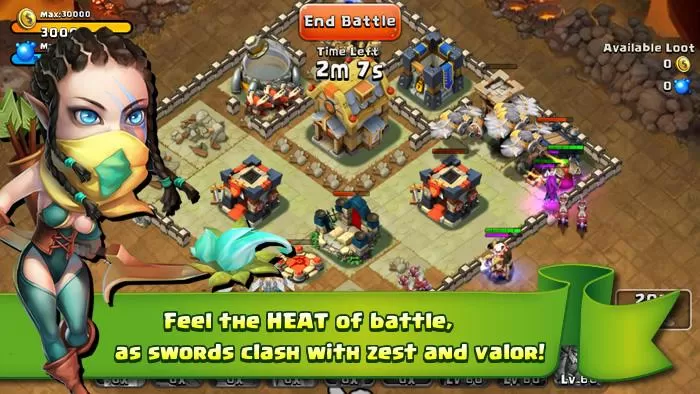 Max:30000
End Battle
3000
Time Left
2m 7s
Available Loot
0
0
Feel the HEAT of battle,
as swords clash with zest and valor!